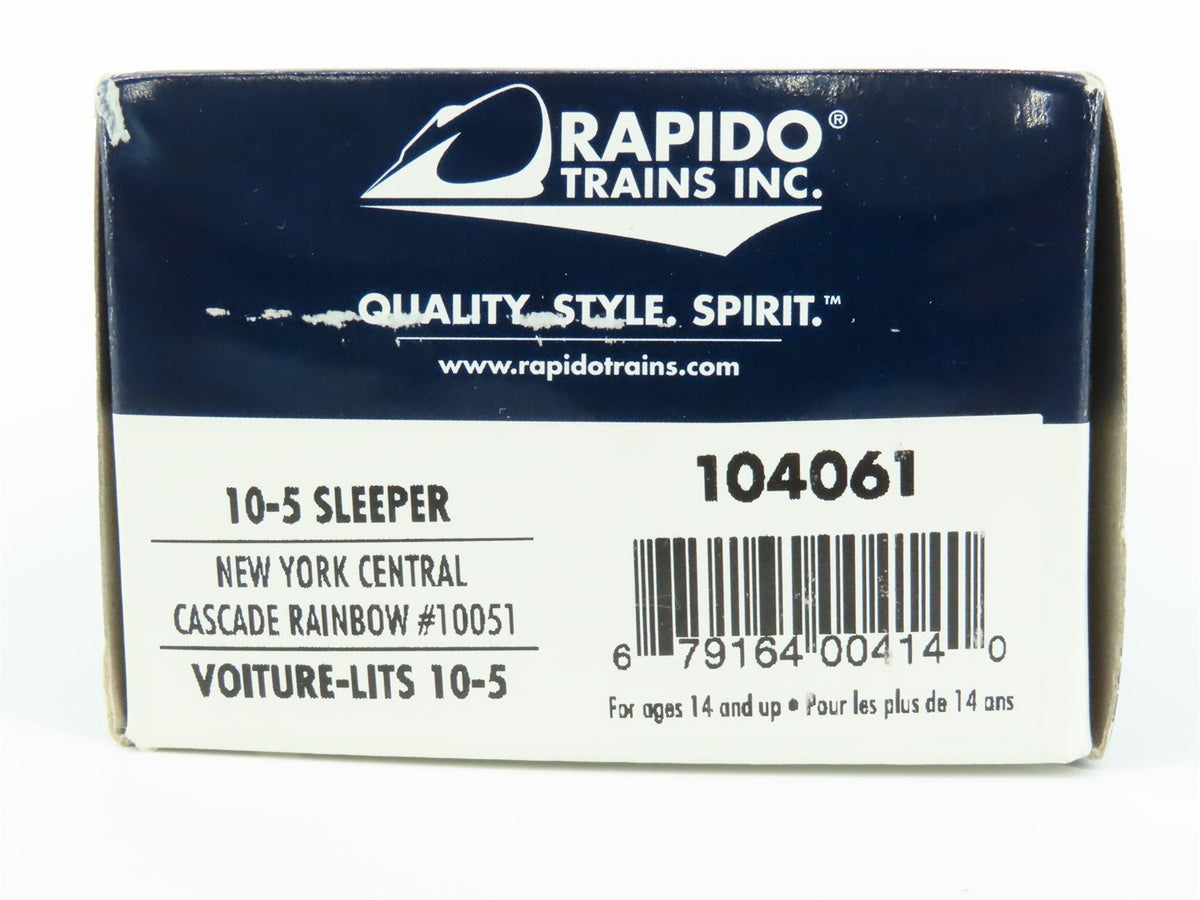 RAPIDO®
TRAINS INC.
QUALITY. STYLE. SPIRIT.™
www.rapidotrains.com
104061
10-5 SLEEPER
NEW YORK CENTRAL
CASCADE RAINBOW #10051
VOITURE-LITS 10-5
6 79164 00414 0
For ages 14 and up • Pour les plus de 14 ans